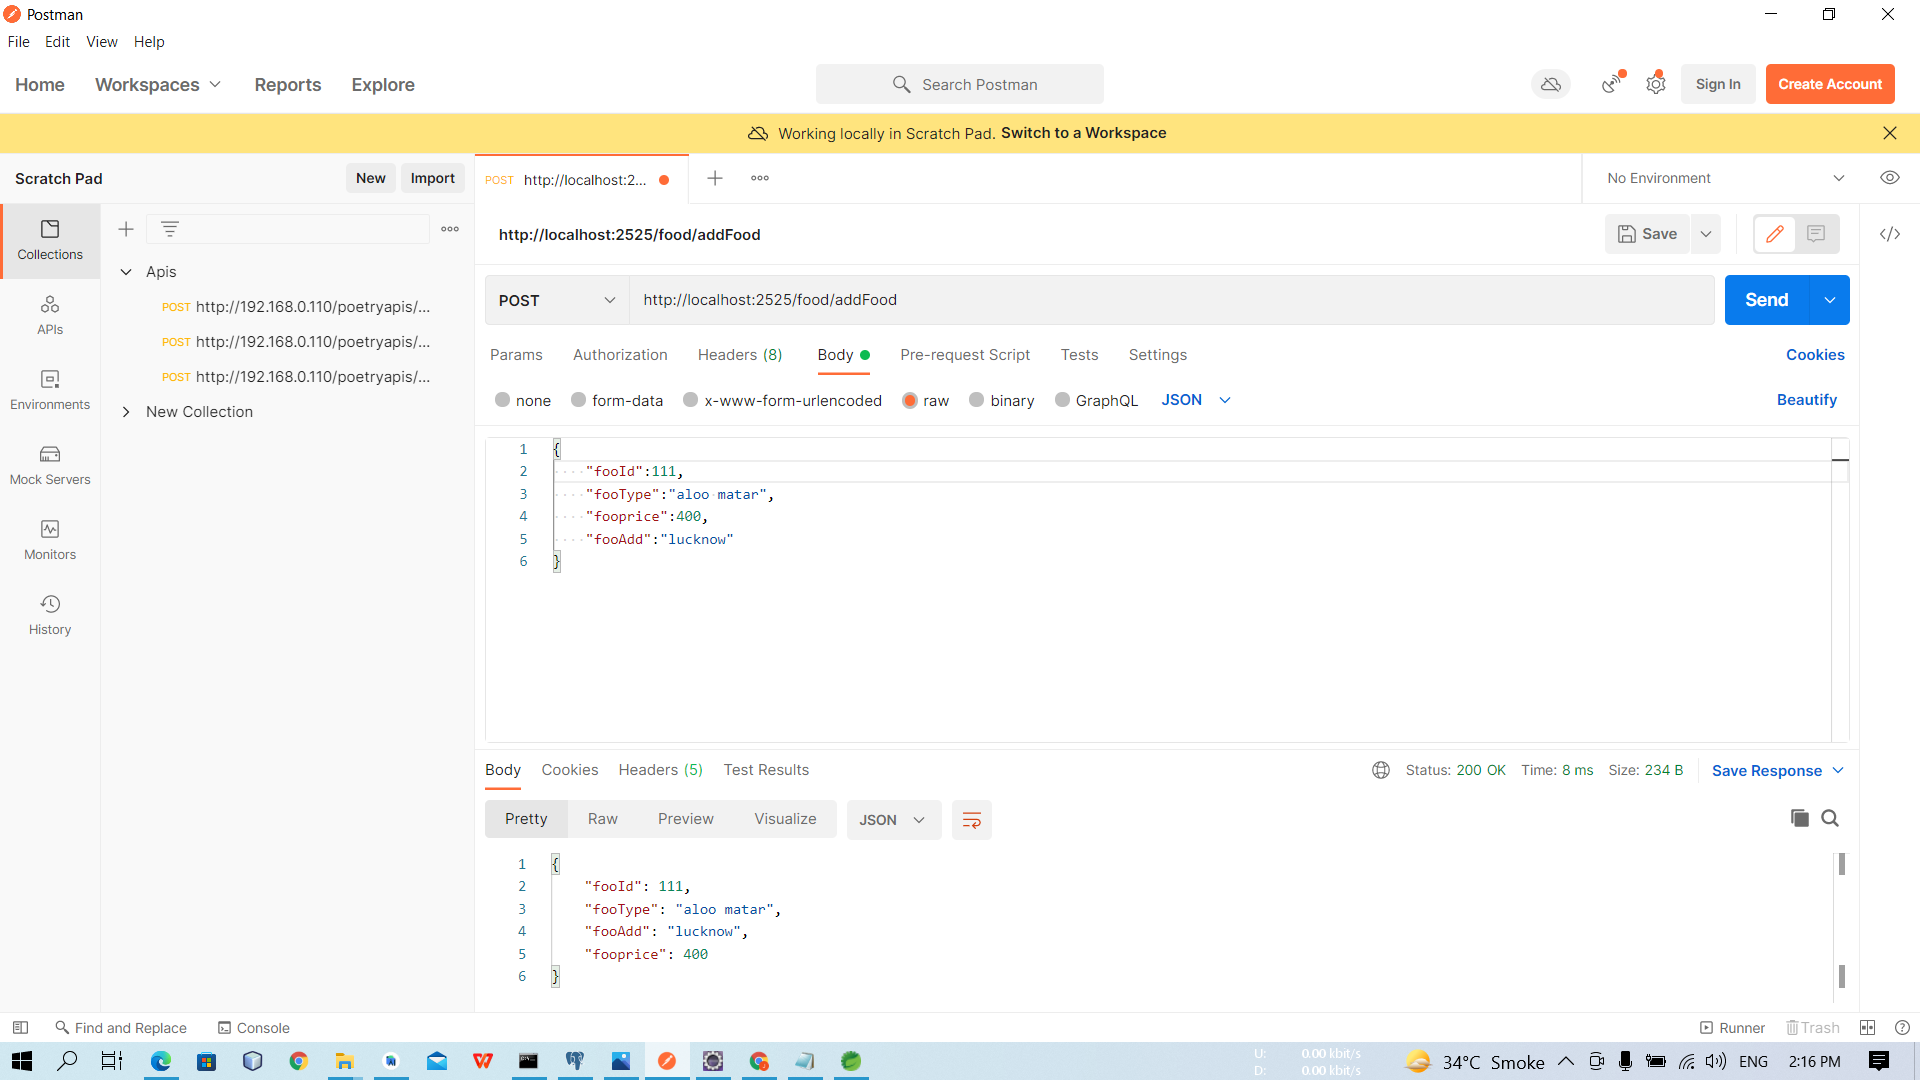 Postman
File Edit View Help
Home Workspaces Reports Explore Search Postman Sign In Create Account
Working locally in Scratch Pad. Switch to a Workspace
Scratch Pad New Import POST http://localhost:2... No Environment
Collections
APIs
Environments
Mock Servers
Monitors
History
Apis
POST http://192.168.0.110/poetryapis/...
POST http://192.168.0.110/poetryapis/...
POST http://192.168.0.110/poetryapis/...
New Collection
http://localhost:2525/food/addFood Save
POST http://localhost:2525/food/addFood Send
Params Authorization Headers (8) Body Pre-request Script Tests Settings Cookies
none form-data x-www-form-urlencoded raw binary GraphQL JSON Beautify
1 {
2 "fooId":111,
3 "fooType":"aloo matar",
4 "fooprice":400,
5 "fooAdd":"lucknow"
6 }
Body Cookies Headers (5) Test Results Status: 200 OK Time: 8 ms Size: 234 B Save Response
Pretty Raw Preview Visualize JSON
1 {
2 "fooId": 111,
3 "fooType": "aloo matar",
4 "fooAdd": "lucknow",
5 "fooprice": 400
6 }
Find and Replace Console Runner Trash
U: 0.00 kbit/s
D: 0.00 kbit/s
34°C Smoke ENG 2:16 PM